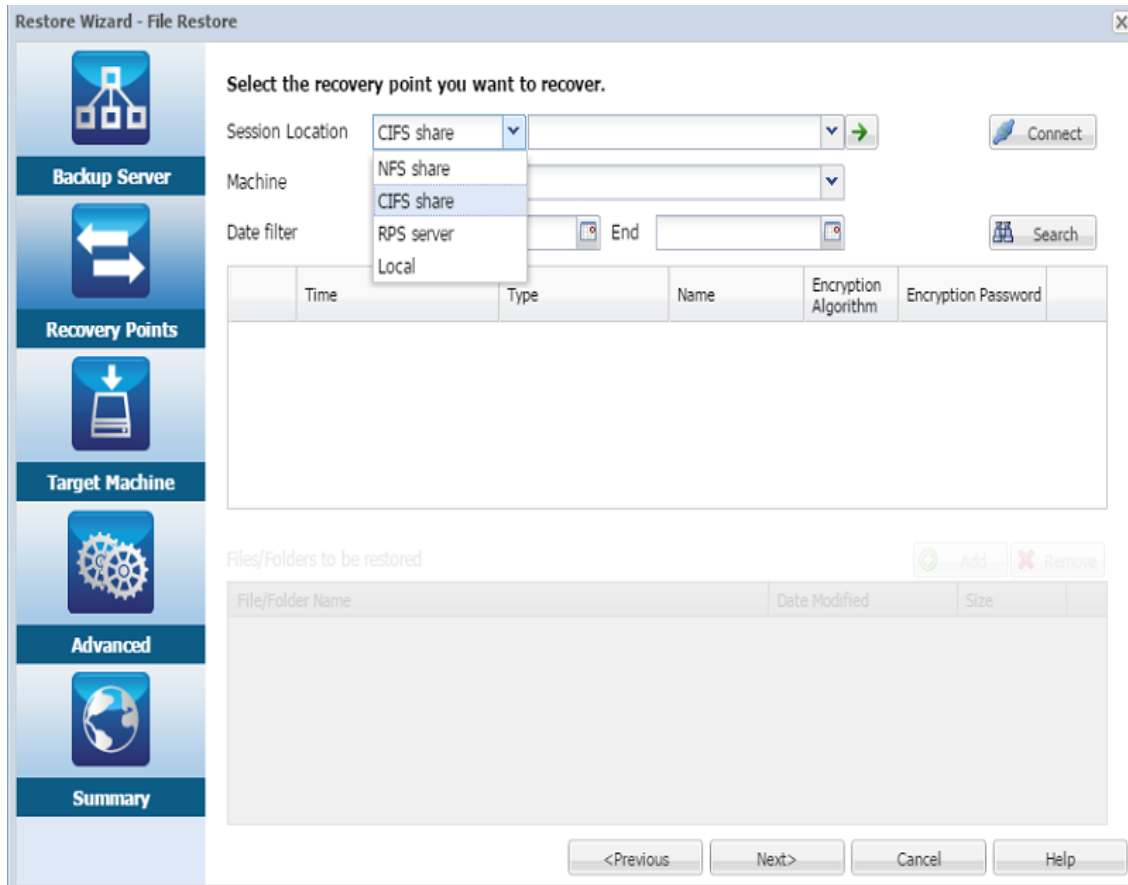 Restore Wizard - File Restore
Backup Server
Recovery Points
Target Machine
Advanced
Summary
Select the recovery point you want to recover.
Session Location CIFS share Connect
NFS share
CIFS share
RPS server
Local
Machine
Date filter End Search
Time Type Name Encryption Algorithm Encryption Password
Files/Folders to be restored Add Remove
File/Folder Name Date Modified Size
<Previous Next> Cancel Help